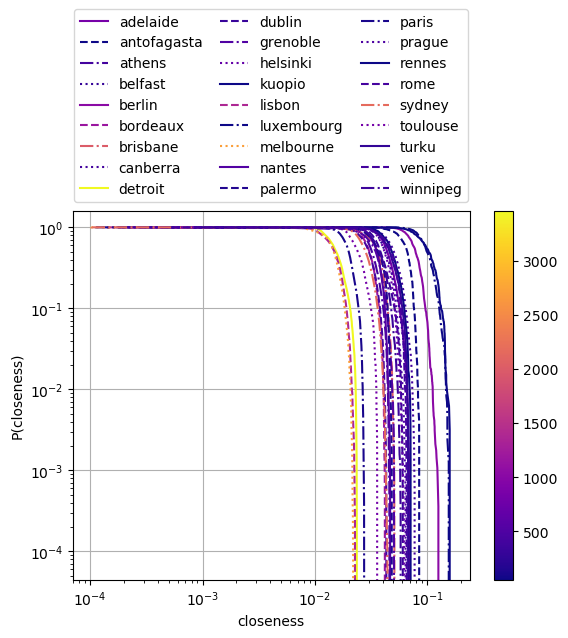 adelaide dublin paris
antofagasta grenoble prague
athens helsinki rennes
belfast kuopio rome
berlin lisbon sydney
bordeaux luxembourg toulouse
brisbane melbourne turku
canberra nantes venice
detroit palermo winnipeg
10⁰
10⁻¹
10⁻²
10⁻³
10⁻⁴
P(closeness)
10⁻⁴ 10⁻³ 10⁻² 10⁻¹
closeness
3000
2500
2000
1500
1000
500